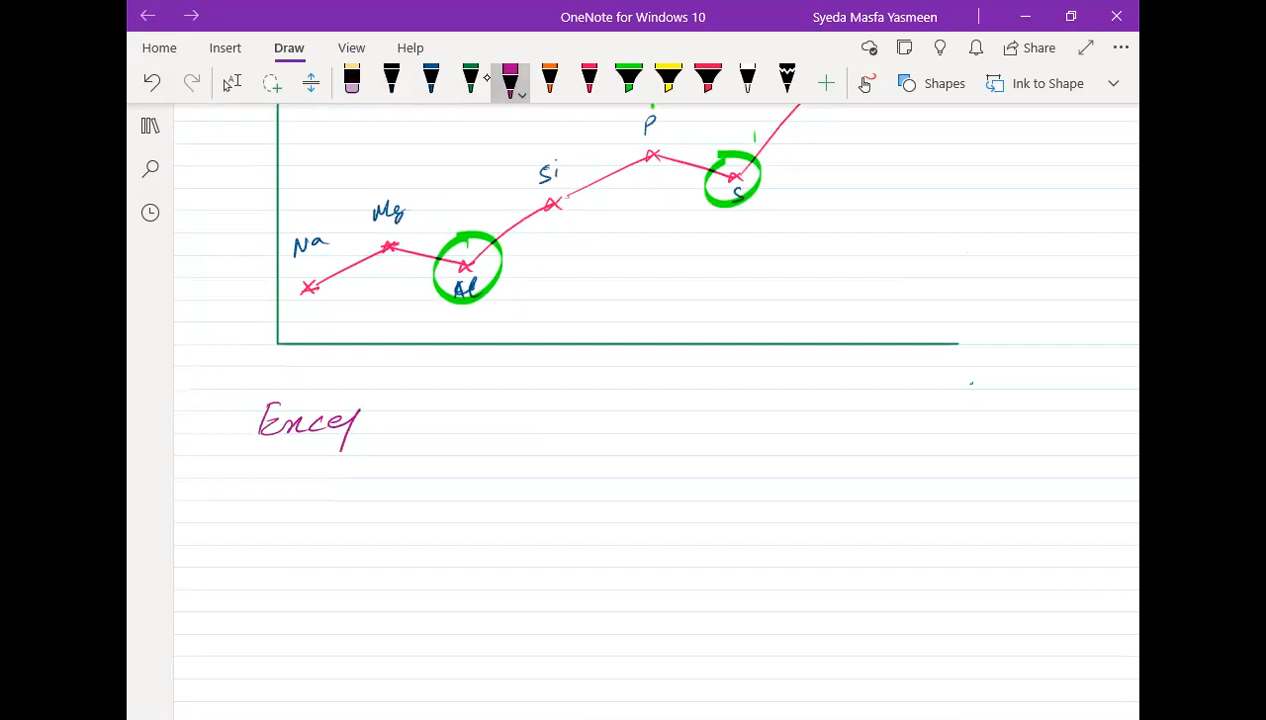 OneNote for Windows 10
Syeda Masfa Yasmeen
Home Insert Draw View Help
Share
Shapes
Ink to Shape
P
Si
S
Mg
Na
Al
Excep